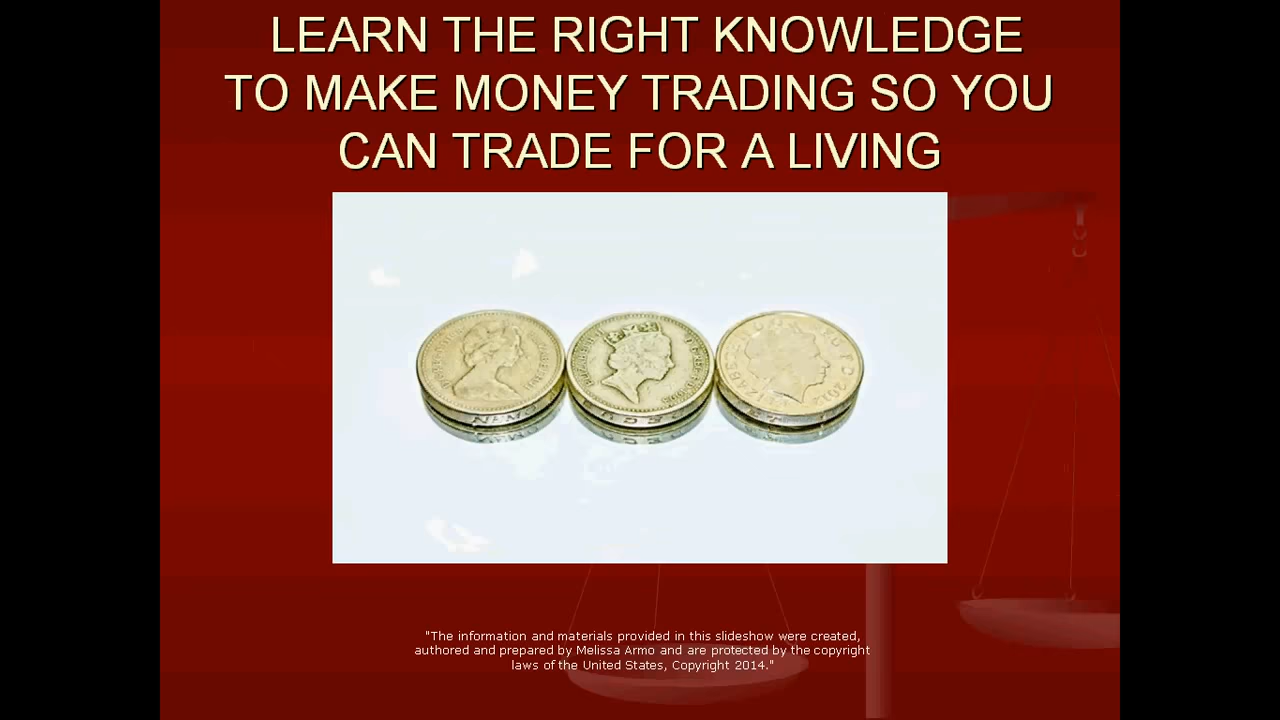 LEARN THE RIGHT KNOWLEDGE
TO MAKE MONEY TRADING SO YOU
CAN TRADE FOR A LIVING
"The information and materials provided in this slideshow were created,
authored and prepared by Melissa Armo and are protected by the copyright
laws of the United States, Copyright 2014."